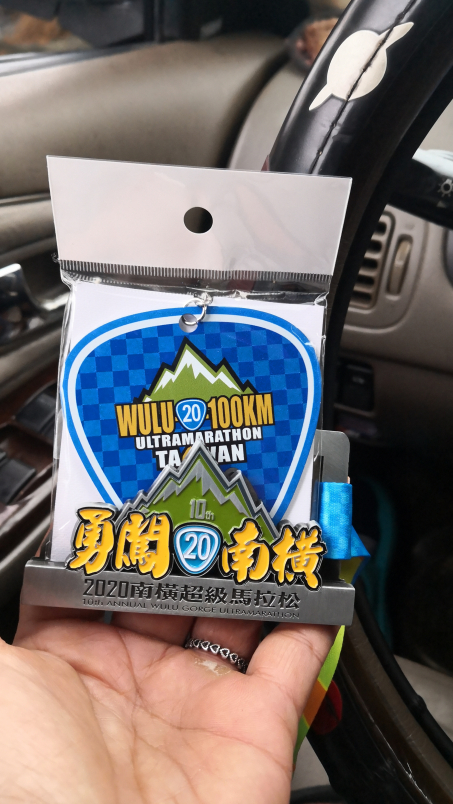 WULU 20 100KM
ULTRAMARATHON
TAIWAN
10th
勇闖 20 南橫
2020南橫超級馬拉松
10TH ANNUAL WULU GORGE ULTRAMARATHON